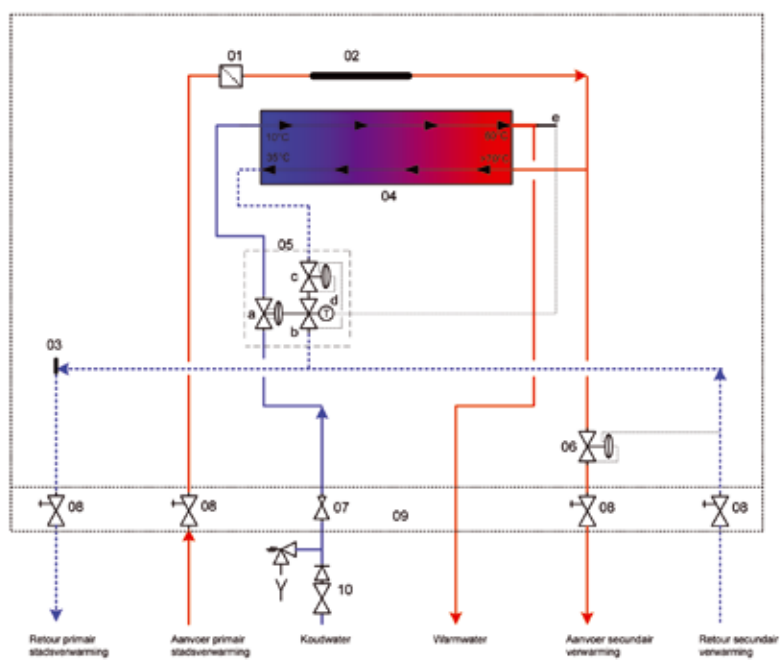 01
02
e
10°C
35°C
04
05
c
d
a
T
b
03
06
08
08
07
09
08
08
10
Retour primair
stadsverwarming
Aanvoer primair
stadsverwarming
Koudwater
Warmwater
Aanvoer secundair
verwarming
Retour secundair
verwarming